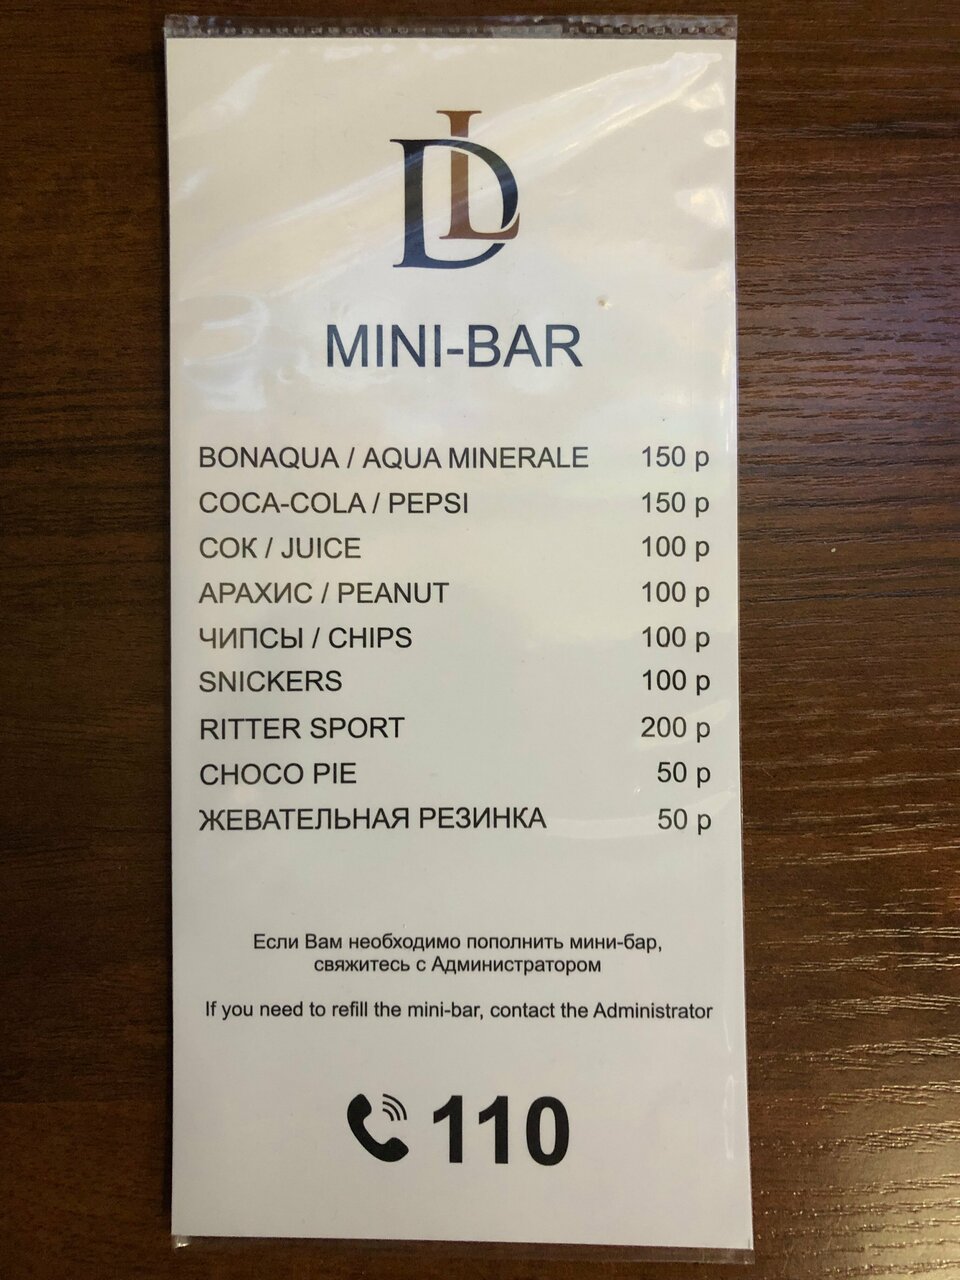 DL
MINI-BAR
BONAQUA / AQUA MINERALE 150 р
COCA-COLA / PEPSI 150 р
СОК / JUICE 100 р
АРАХИС / PEANUT 100 р
ЧИПСЫ / CHIPS 100 р
SNICKERS 100 р
RITTER SPORT 200 р
CHOCO PIE 50 р
ЖЕВАТЕЛЬНАЯ РЕЗИНКА 50 р
Если Вам необходимо пополнить мини-бар,
свяжитесь с Администратором
If you need to refill the mini-bar, contact the Administrator
110